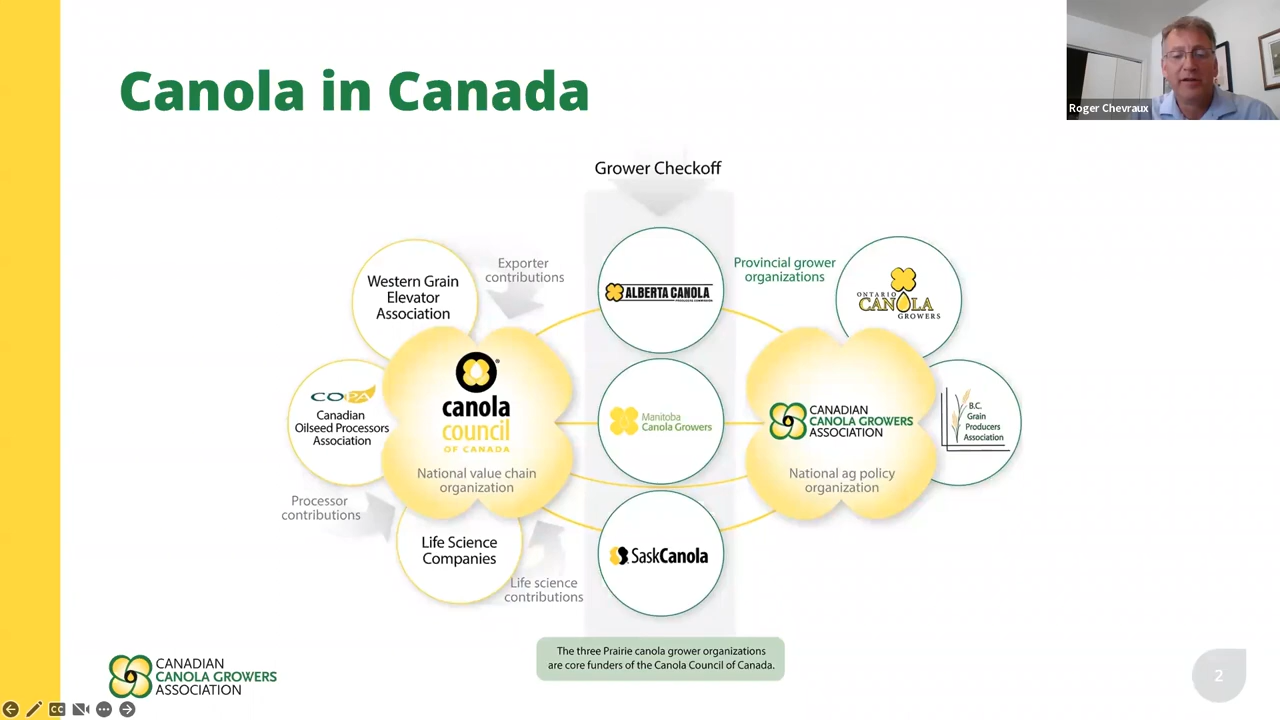 Canola in Canada
Roger Chevraux
Grower Checkoff
Western Grain
Elevator
Association
Exporter
contributions
ALBERTA CANOLA
Provincial grower
organizations
ONTARIO
CANOLA
GROWERS
COPA
Canadian
Oilseed Processors
Association
canola
council
OF CANADA
National value chain
organization
Manitoba
Canola Growers
CANADIAN
CANOLA GROWERS
ASSOCIATION
National ag policy
organization
B.C.
Grain
Producers
Association
Processor
contributions
Life Science
Companies
Life science
contributions
SaskCanola
The three Prairie canola grower organizations
are core funders of the Canola Council of Canada.
CANADIAN
CANOLA GROWERS
ASSOCIATION
2
CC